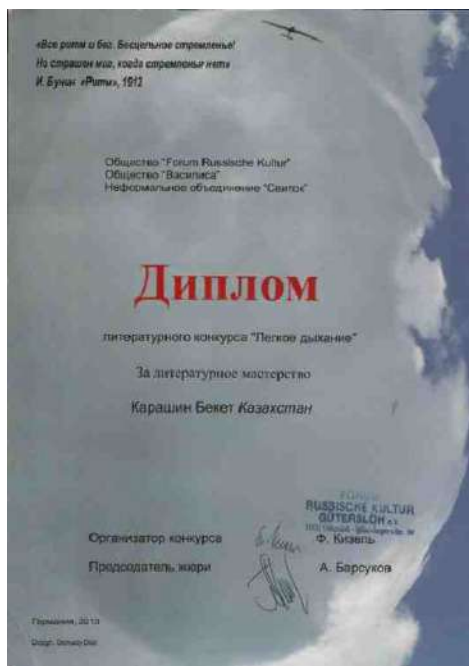 «Все ритм и бег. Бесцельное стремленье!
Но страшен миг, когда стремленья нет»
И. Бунин «Ритм», 1912
Общество "Forum Russische Kultur"
Общество "Василиса"
Неформальное объединение "Свиток"
Диплом
литературного конкурса "Легкое дыхание"
За литературное мастерство
Карашин Бекет Казахстан
FORUM
RUSSISCHE KULTUR
GÜTERSLOH e.V.
Организатор конкурса Ф. Кизель
Председатель жюри А. Барсуков
Германия, 2013